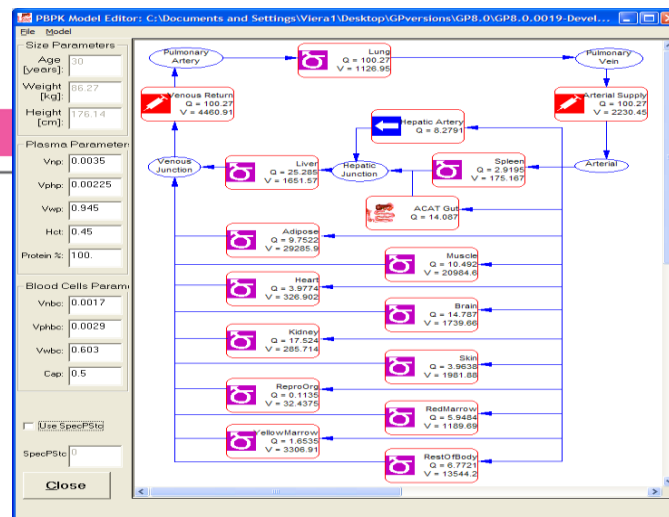 PBPK Model Editor: C:\Documents and Settings\Viera1\Desktop\GPversions\GP8.0\GP8.0.0019-Devel...
File Model
Size Parameters
Age [years]: 30
Weight [kg]: 86.27
Height [cm]: 176.14
Plasma Parameter
Vnp: 0.0035
Vphp: 0.00225
Vwp: 0.945
Hct: 0.45
Protein %: 100.
Blood Cells Param
Vnbc: 0.0017
Vphbc: 0.0029
Vwbc: 0.603
Cap: 0.5
Use SpecPStc
SpecPStc 0
Close
Pulmonary Artery
Lung
Q = 100.27
V = 1126.95
Pulmonary Vein
Venous Return
Q = 100.27
V = 4460.91
Arterial Supply
Q = 100.27
V = 2230.45
Hepatic Artery
Q = 8.2791
Venous Junction
Liver
Q = 25.285
V = 1651.57
Hepatic Junction
Spleen
Q = 2.9195
V = 175.167
Arterial
ACAT Gut
Q = 14.087
Adipose
Q = 9.7522
V = 29285.9
Muscle
Q = 10.492
V = 20984.6
Heart
Q = 3.9774
V = 326.902
Brain
Q = 14.787
V = 1739.66
Kidney
Q = 17.524
V = 285.714
Skin
Q = 3.9638
V = 1981.88
ReproOrg
Q = 0.1135
V = 32.4375
RedMarrow
Q = 5.9484
V = 1189.69
YellowMarrow
Q = 1.6535
V = 3306.91
RestOfBody
Q = 6.7721
V = 13544.2